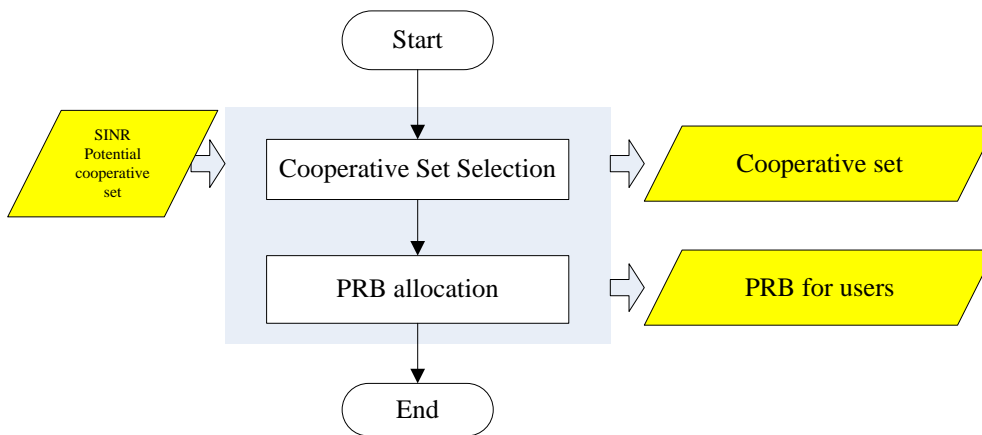 Start
SINR
Potential
cooperative
set
Cooperative Set Selection
Cooperative set
PRB allocation
PRB for users
End